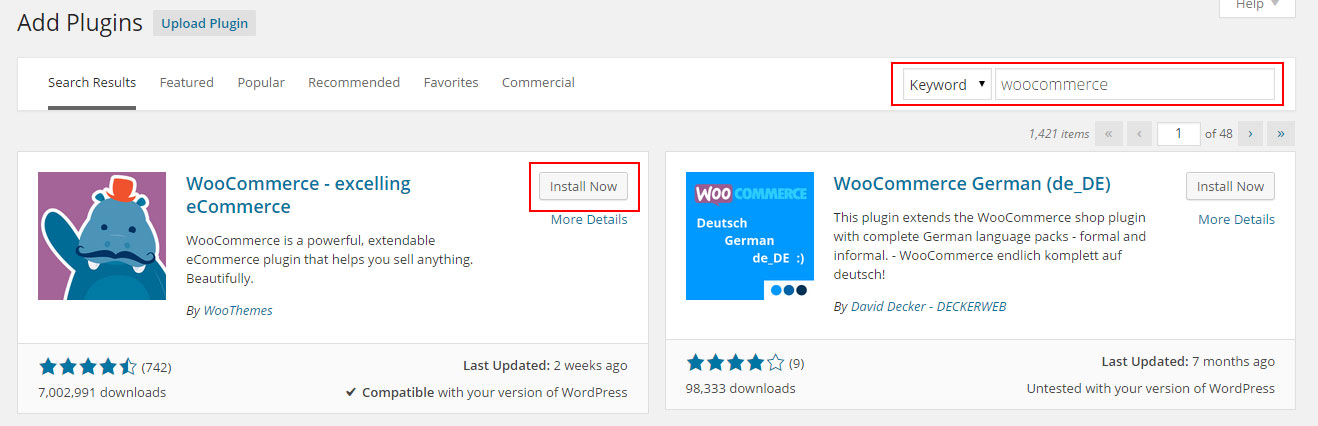 Add Plugins Upload Plugin
Help
Search Results Featured Popular Recommended Favorites Commercial
Keyword woocommerce
1,421 items « ‹ 1 of 48 › »
WooCommerce - excelling
eCommerce
Install Now
More Details
WooCommerce is a powerful, extendable
eCommerce plugin that helps you sell anything.
Beautifully.
By WooThemes
(742)
7,002,991 downloads
Last Updated: 2 weeks ago
Compatible with your version of WordPress
WOO COMMERCE
Deutsch
German
de_DE :)
WooCommerce German (de_DE)
Install Now
More Details
This plugin extends the WooCommerce shop plugin
with complete German language packs - formal and
informal. - WooCommerce endlich komplett auf
deutsch!
By David Decker - DECKERWEB
(9)
98,333 downloads
Last Updated: 7 months ago
Untested with your version of WordPress